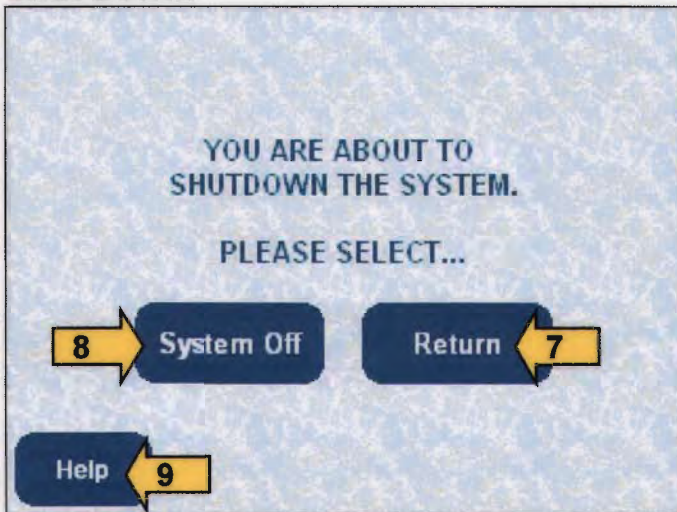 YOU ARE ABOUT TO
SHUTDOWN THE SYSTEM.
PLEASE SELECT...
8
System Off
Return
7
Help
9